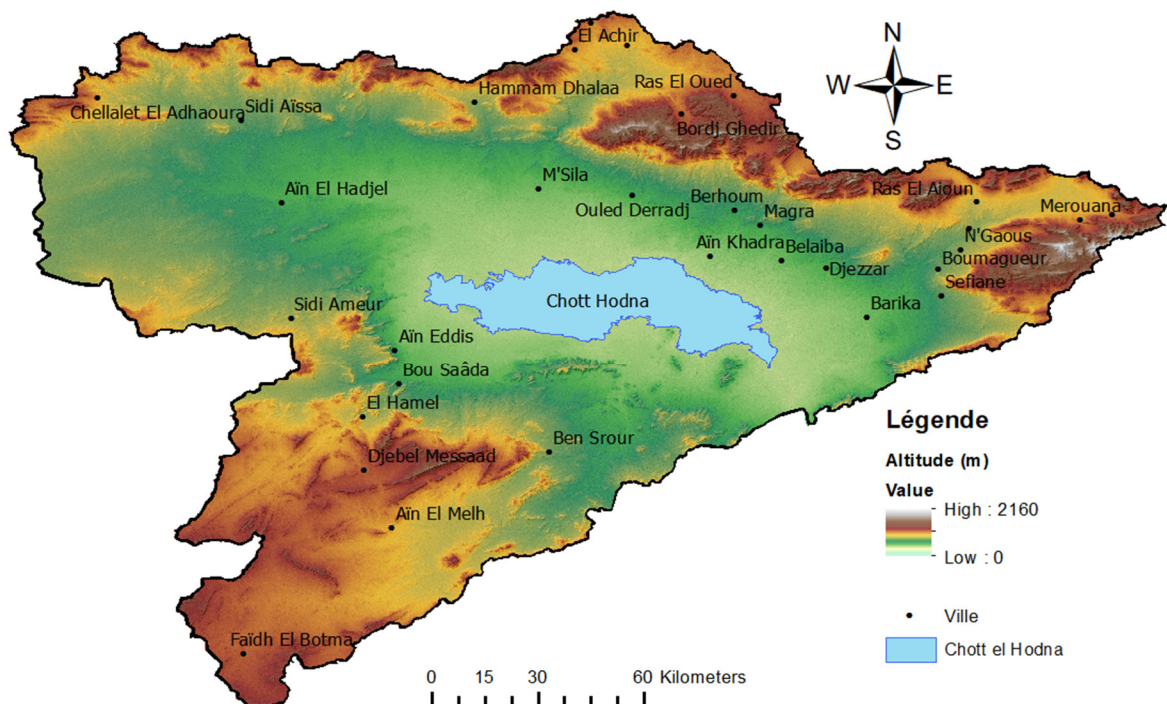 El Achir
N
W E
S
Hammam Dhalaa
Ras El Oued
Chellalet El Adhaoura
Sidi Aïssa
Bordj Ghedir
Aïn El Hadjel
M'Sila
Ouled Derradj
Berhoum
Magra
Ras El Aioun
Merouana
N'Gaous
Aïn Khadra
Belaiba
Djezzar
Boumagueur
Sefiane
Chott Hodna
Sidi Ameur
Barika
Aïn Eddis
Bou Saâda
El Hamel
Ben Srour
Djebel Messaad
Aïn El Melh
Faïdh El Botma
Légende
Altitude (m)
Value
High : 2160
Low : 0
Ville
Chott el Hodna
0 15 30 60 Kilometers